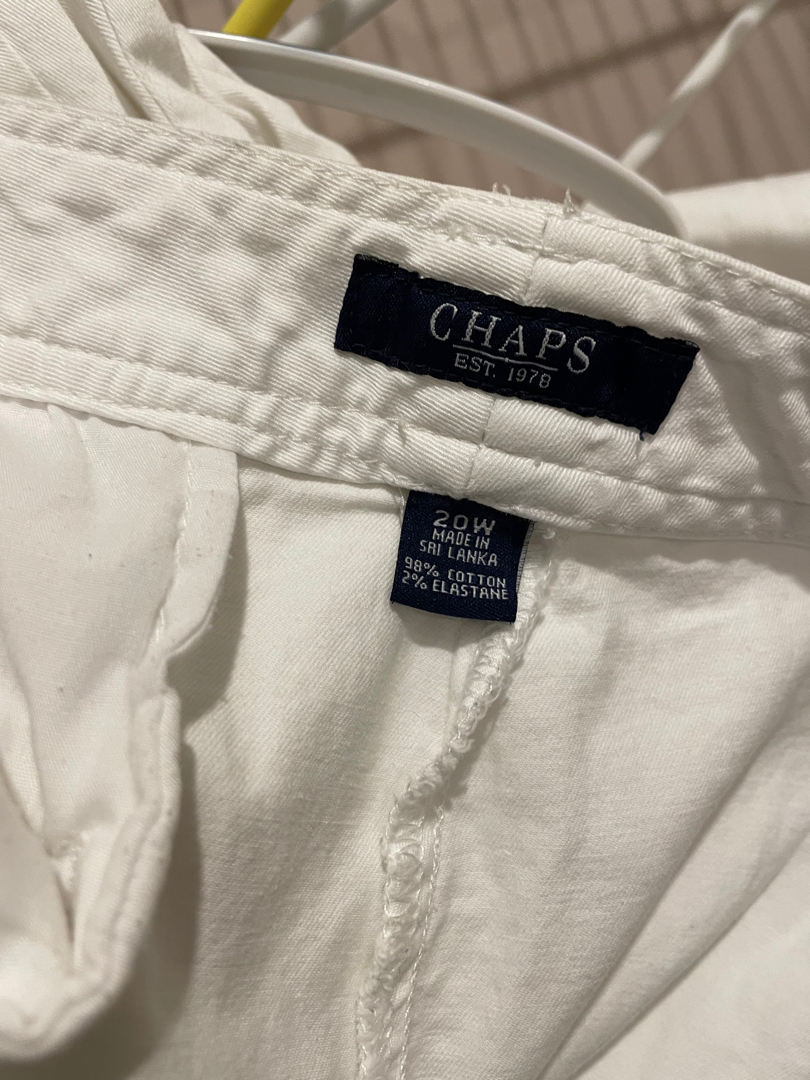 CHAPS
EST. 1978
20W
MADE IN
SRI LANKA
98% COTTON
2% ELASTANE